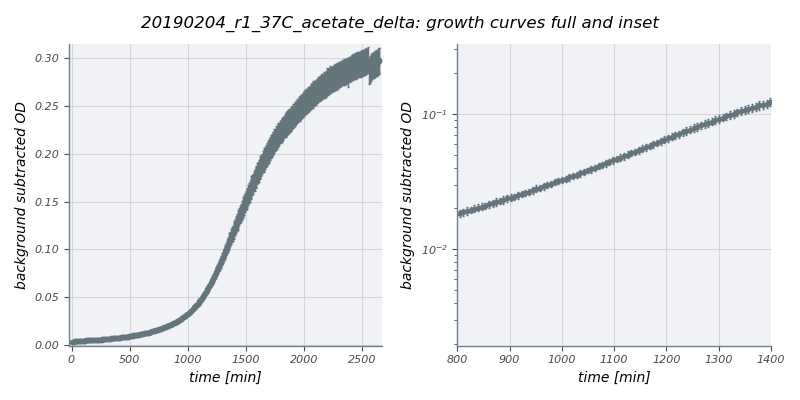 20190204_r1_37C_acetate_delta: growth curves full and inset
background subtracted OD
0.30
0.25
0.20
0.15
0.10
0.05
0.00
0 500 1000 1500 2000 2500
time [min]
background subtracted OD
10⁻¹
10⁻²
800 900 1000 1100 1200 1300 1400
time [min]